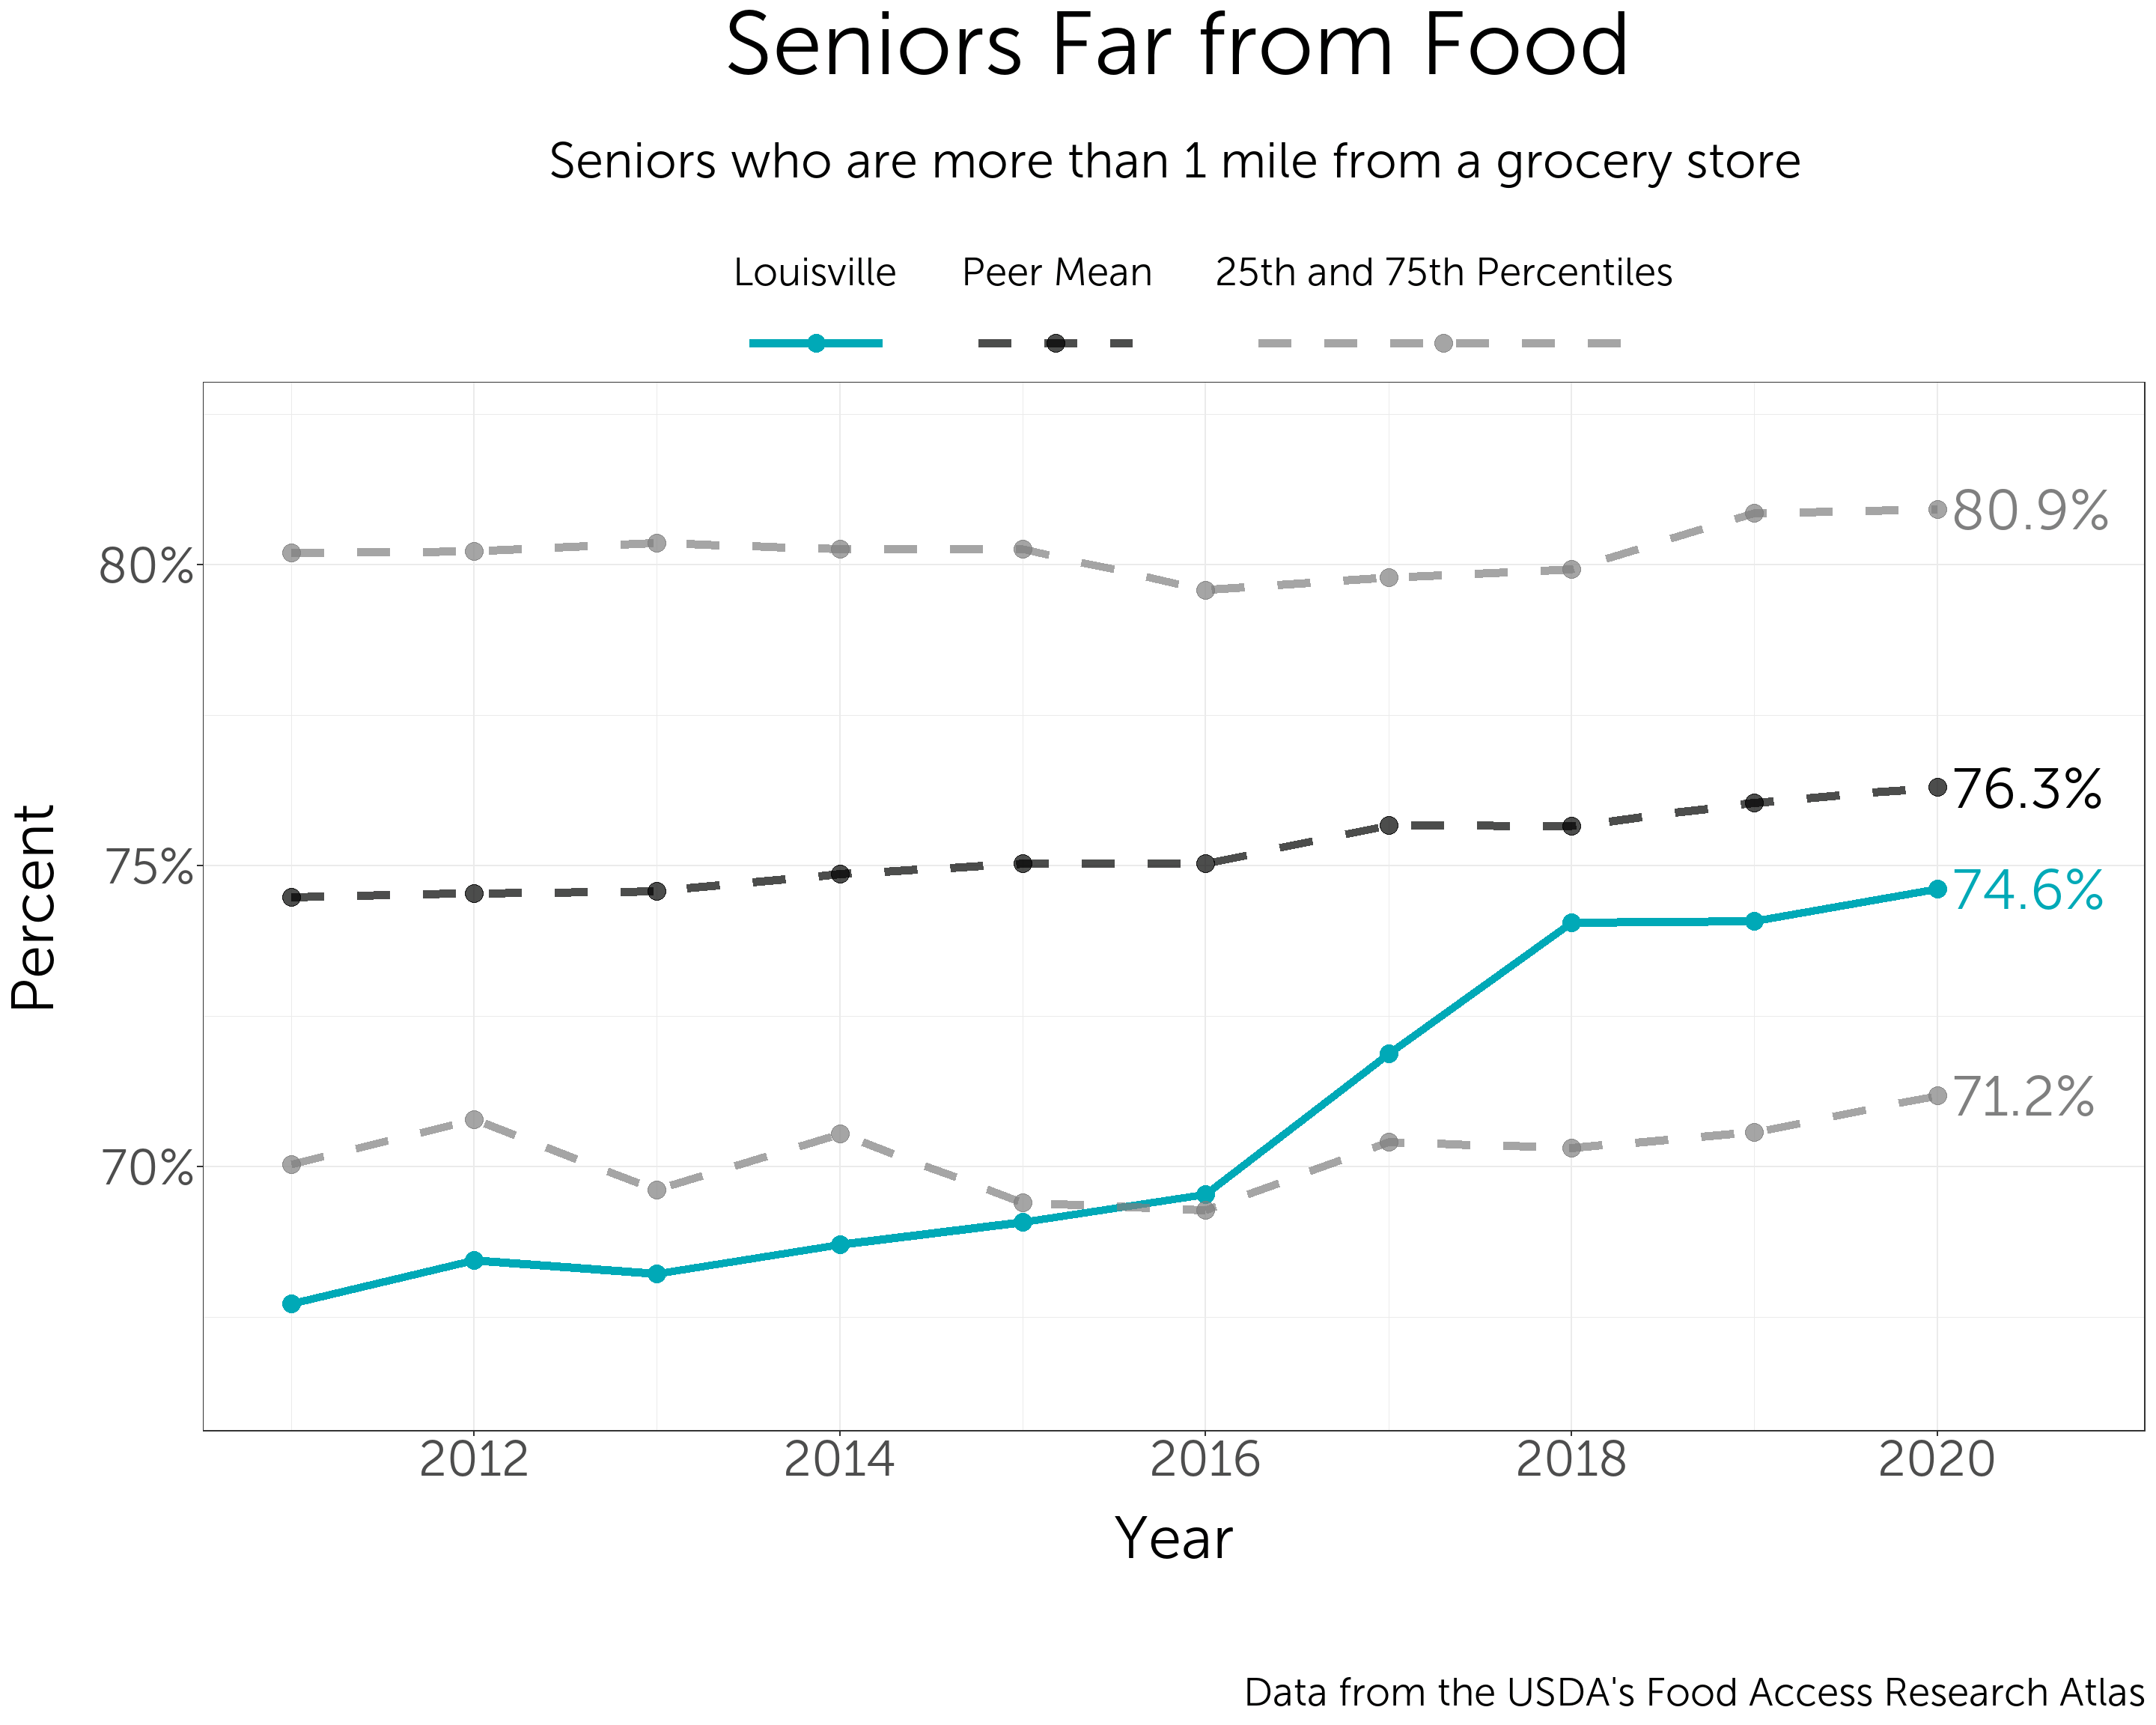 Seniors Far from Food
Seniors who are more than 1 mile from a grocery store
Louisville Peer Mean 25th and 75th Percentiles
80.9%
80%
76.3%
75%
74.6%
71.2%
70%
Percent
2012 2014 2016 2018 2020
Year
Data from the USDA's Food Access Research Atlas